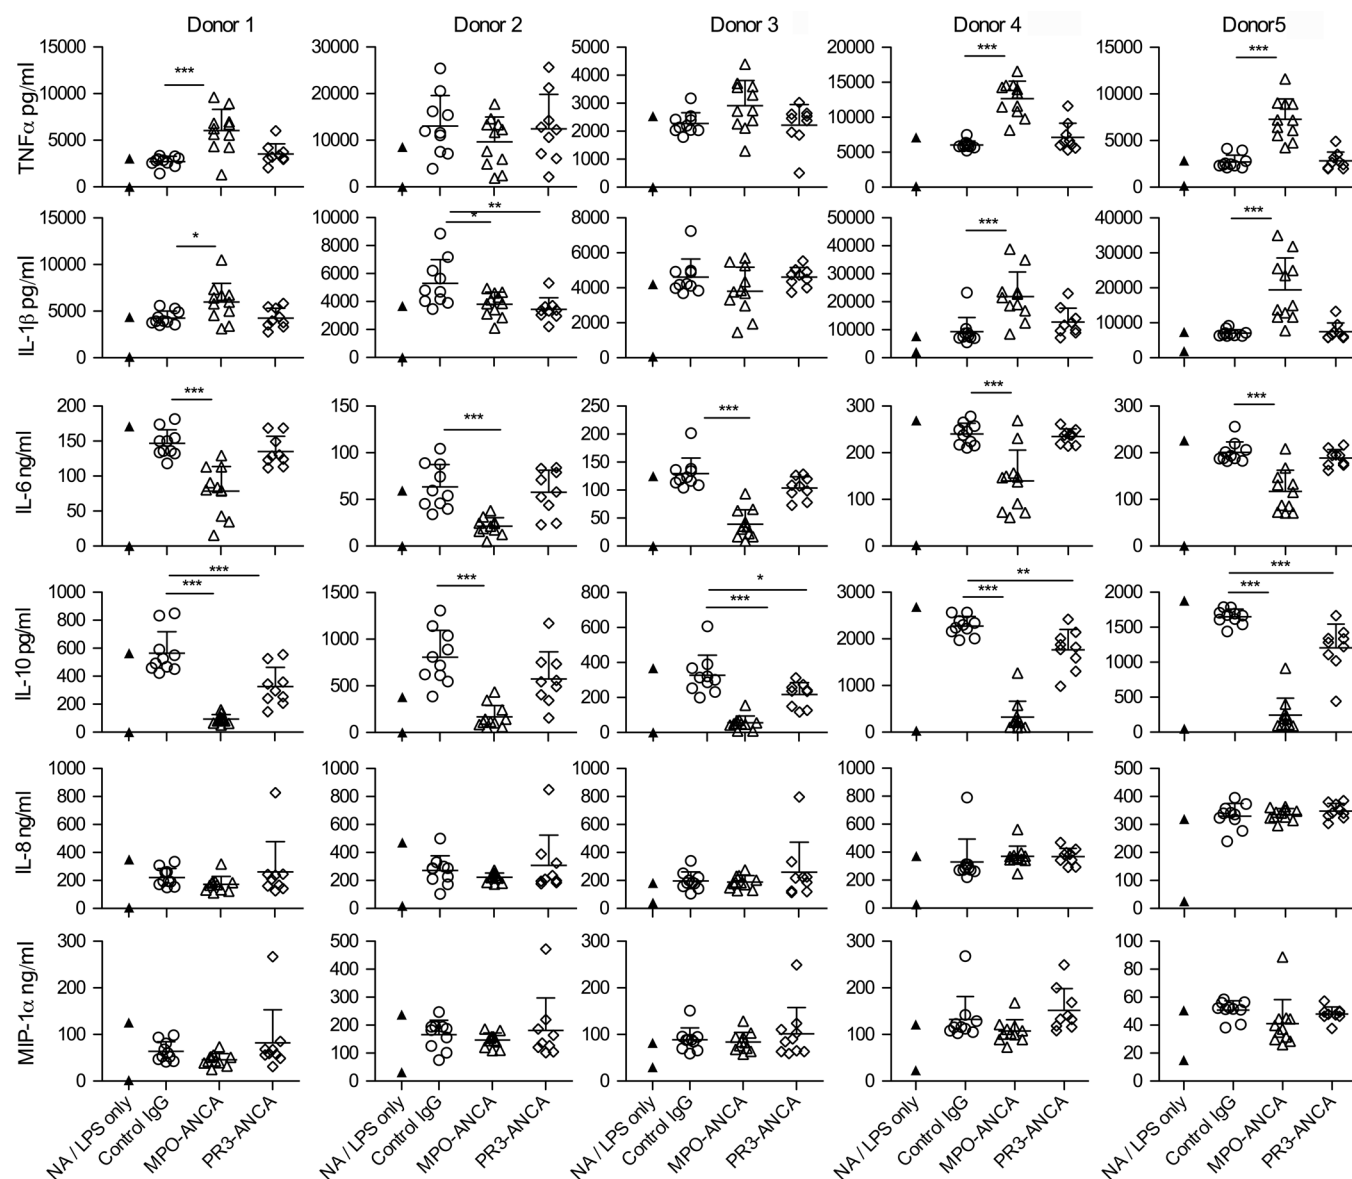 Donor 1 Donor 2 Donor 3 Donor 4 Donor5
TNFα pg/ml
15000 10000 5000 0
***
30000 20000 10000 0
5000 4000 3000 2000 1000 0
20000 15000 10000 5000 0
***
15000 10000 5000 0
***
IL-1β pg/ml
15000 10000 5000 0
*
10000 8000 6000 4000 2000 0
**
*
8000 6000 4000 2000 0
50000 40000 30000 20000 10000 0
***
40000 30000 20000 10000 0
***
IL-6 ng/ml
200 150 100 50 0
***
150 100 50 0
***
250 200 150 100 50 0
***
300 200 100 0
***
300 200 100 0
***
IL-10 pg/ml
1000 800 600 400 200 0
***
***
1500 1000 500 0
***
800 600 400 200 0
*
***
3000 2000 1000 0
**
***
2000 1500 1000 500 0
***
***
IL-8 ng/ml
1000 800 600 400 200 0
1000 800 600 400 200 0
1000 800 600 400 200 0
1000 800 600 400 200 0
500 400 300 200 100 0
MIP-1α ng/ml
300 200 100 0
500 400 300 200 100 0
300 200 100 0
300 200 100 0
100 80 60 40 20 0
NA / LPS only Control IgG MPO-ANCA PR3-ANCA
NA / LPS only Control IgG MPO-ANCA PR3-ANCA
NA / LPS only Control IgG MPO-ANCA PR3-ANCA
NA / LPS only Control IgG MPO-ANCA PR3-ANCA
NA / LPS only Control IgG MPO-ANCA PR3-ANCA